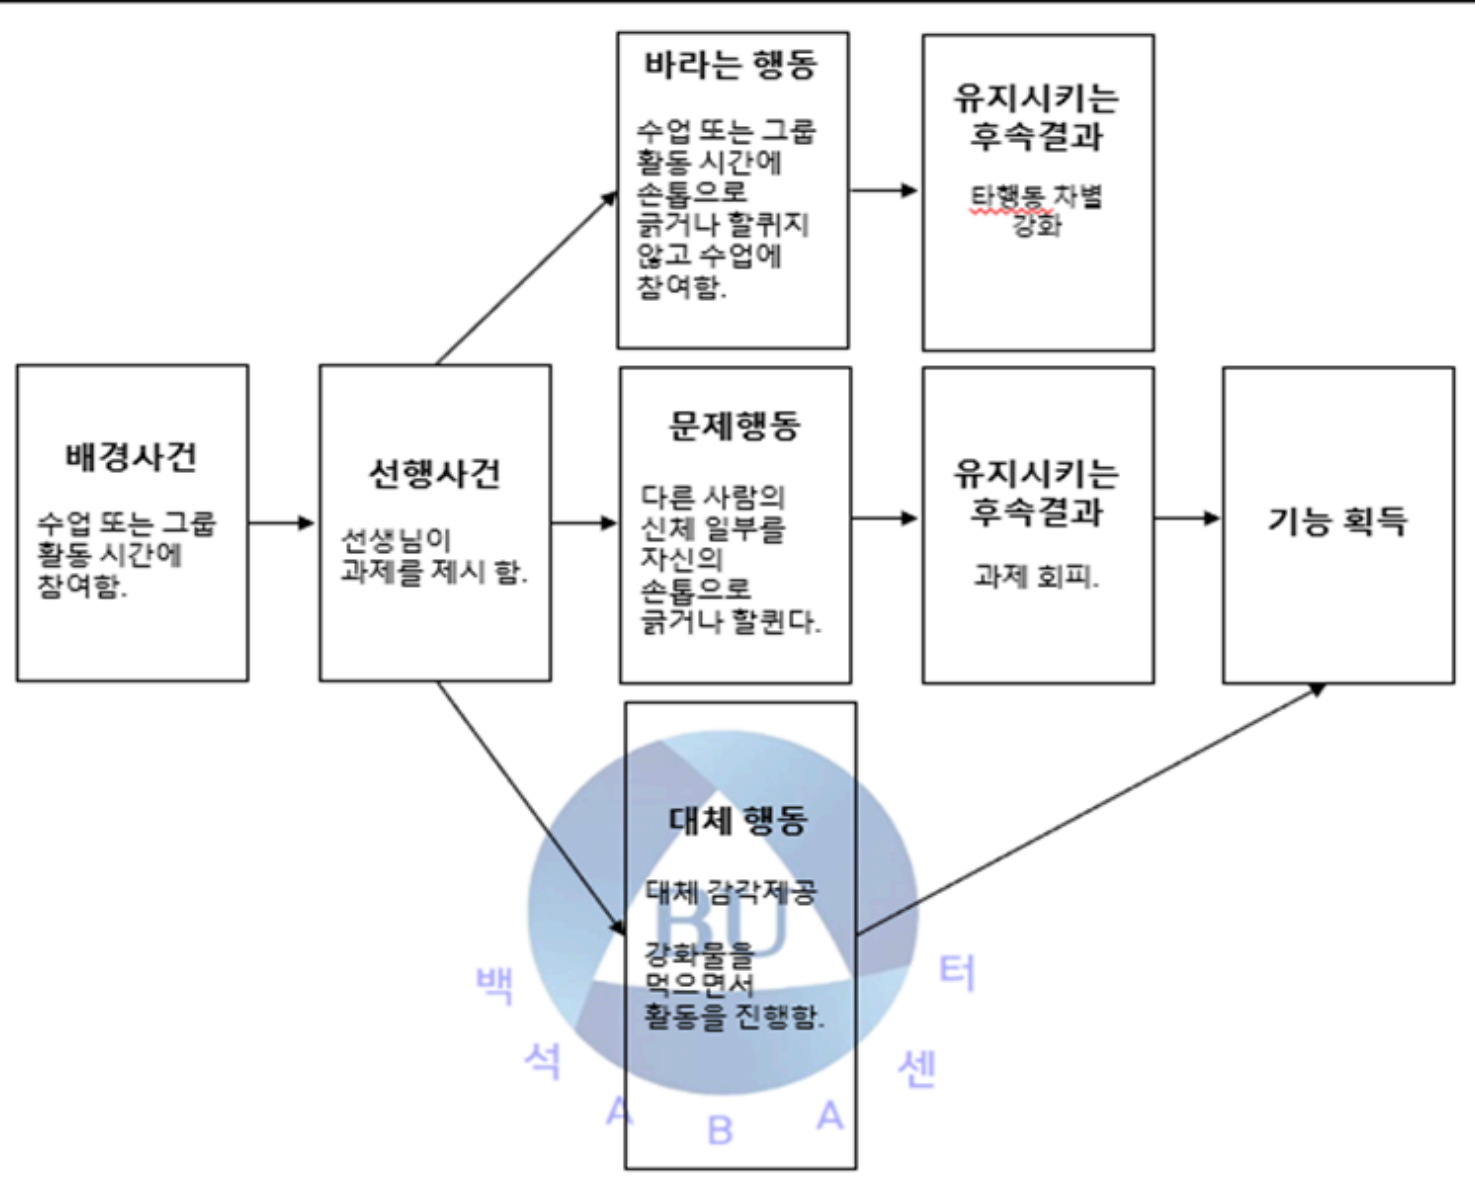 바라는 행동
수업 또는 그룹
활동 시간에
손톱으로
긁거나 할퀴지
않고 수업에
참여함.
유지시키는
후속결과
타행동 차별
강화
배경사건
수업 또는 그룹
활동 시간에
참여함.
선행사건
선생님이
과제를 제시 함.
문제행동
다른 사람의
신체 일부를
자신의
손톱으로
긁거나 할퀸다.
유지시키는
후속결과
과제 회피.
기능 획득
대체 행동
대체 감각제공
강화물을
먹으면서
활동을 진행함.
BU
백석ABA센터